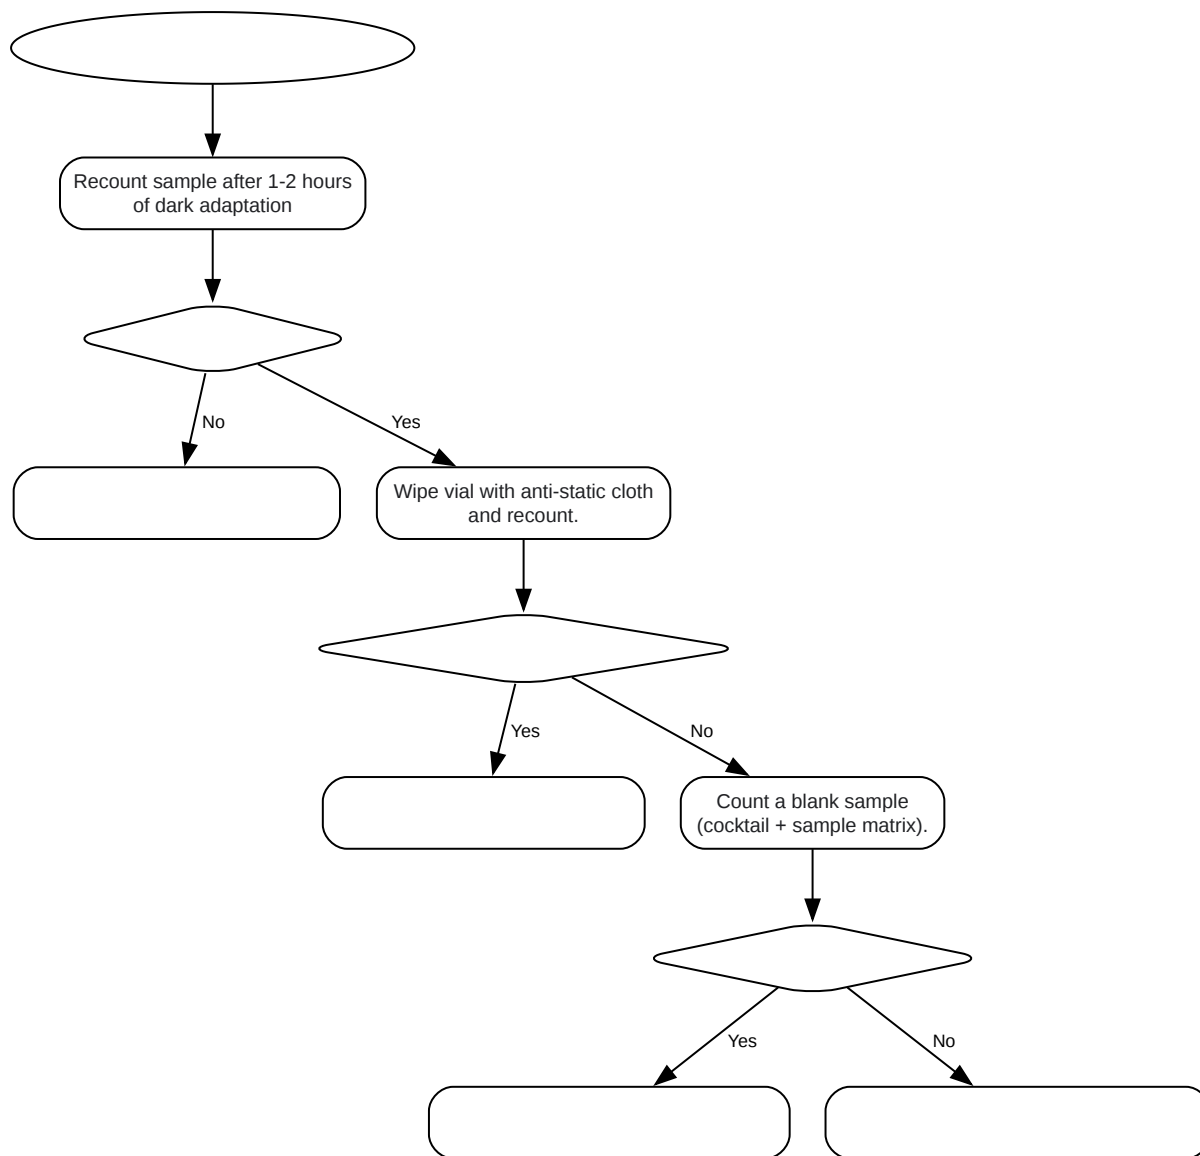 Recount sample after 1-2 hours
of dark adaptation
No
Yes
Wipe vial with anti-static cloth
and recount.
Yes
No
Count a blank sample
(cocktail + sample matrix).
Yes
No